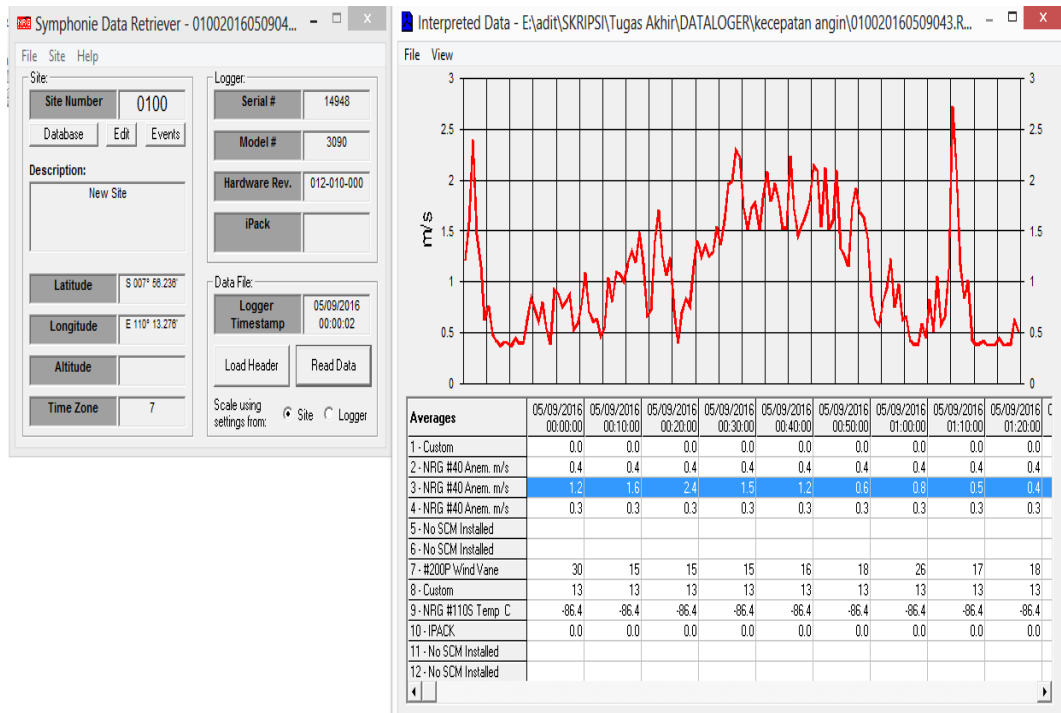 Symphonie Data Retriever - 01002016050904...
File Site Help
Site:
Site Number 0100
Database Edit Events
Description:
New Site
Latitude S 007° 58.236'
Longitude E 110° 13.276'
Altitude
Time Zone 7
Logger:
Serial # 14948
Model # 3090
Hardware Rev. 012-010-000
iPack
Data File:
Logger Timestamp 05/09/2016 00:00:02
Load Header Read Data
Scale using settings from: Site Logger
Interpreted Data - E:\adit\SKRIPSI\Tugas Akhir\DATALOGER\kecepatan angin\010020160509043.R...
File View
3 3
2.5 2.5
2 2
m/s
1.5 1.5
1 1
0.5 0.5
0 0
Averages 05/09/2016 00:00:00 05/09/2016 00:10:00 05/09/2016 00:20:00 05/09/2016 00:30:00 05/09/2016 00:40:00 05/09/2016 00:50:00 05/09/2016 01:00:00 05/09/2016 01:10:00 05/09/2016 01:20:00
1 - Custom 0.0 0.0 0.0 0.0 0.0 0.0 0.0 0.0 0.0
2 - NRG #40 Anem. m/s 0.4 0.4 0.4 0.4 0.4 0.4 0.4 0.4 0.4
3 - NRG #40 Anem. m/s 1.2 1.6 2.4 1.5 1.2 0.6 0.8 0.5 0.4
4 - NRG #40 Anem. m/s 0.3 0.3 0.3 0.3 0.3 0.3 0.3 0.3 0.3
5 - No SCM Installed
6 - No SCM Installed
7 - #200P Wind Vane 30 15 15 15 16 18 26 17 18
8 - Custom 13 13 13 13 13 13 13 13 13
9 - NRG #110S Temp C -86.4 -86.4 -86.4 -86.4 -86.4 -86.4 -86.4 -86.4 -86.4
10 - IPACK 0.0 0.0 0.0 0.0 0.0 0.0 0.0 0.0 0.0
11 - No SCM Installed
12 - No SCM Installed